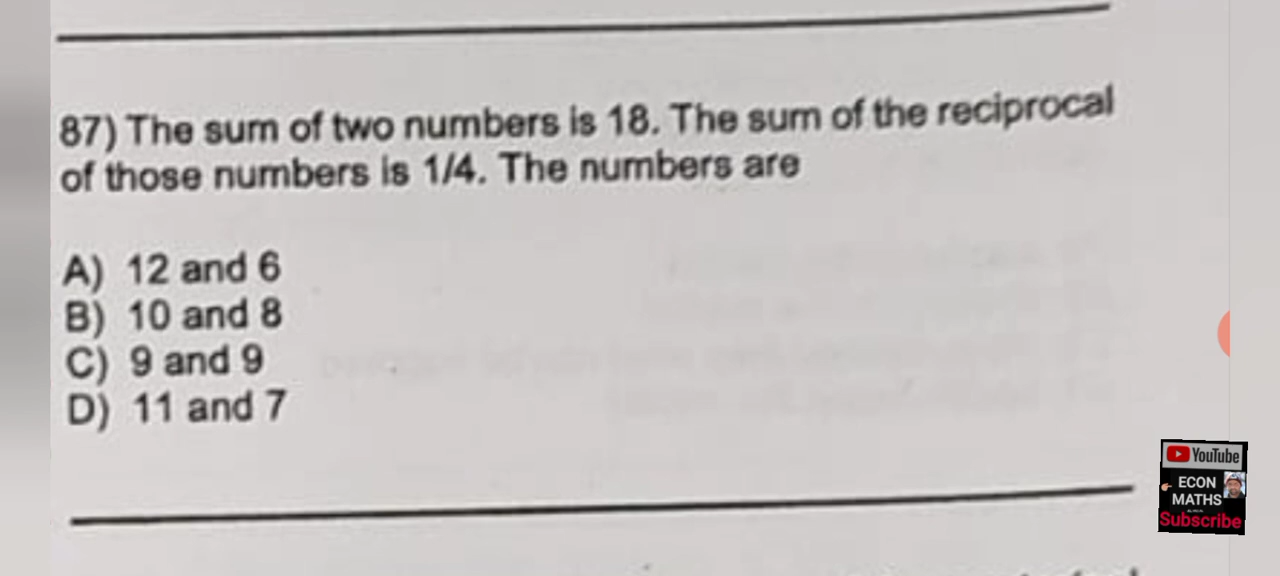 87) The sum of two numbers is 18. The sum of the reciprocal
of those numbers is 1/4. The numbers are
A) 12 and 6
B) 10 and 8
C) 9 and 9
D) 11 and 7
YouTube
ECON
MATHS
Subscribe